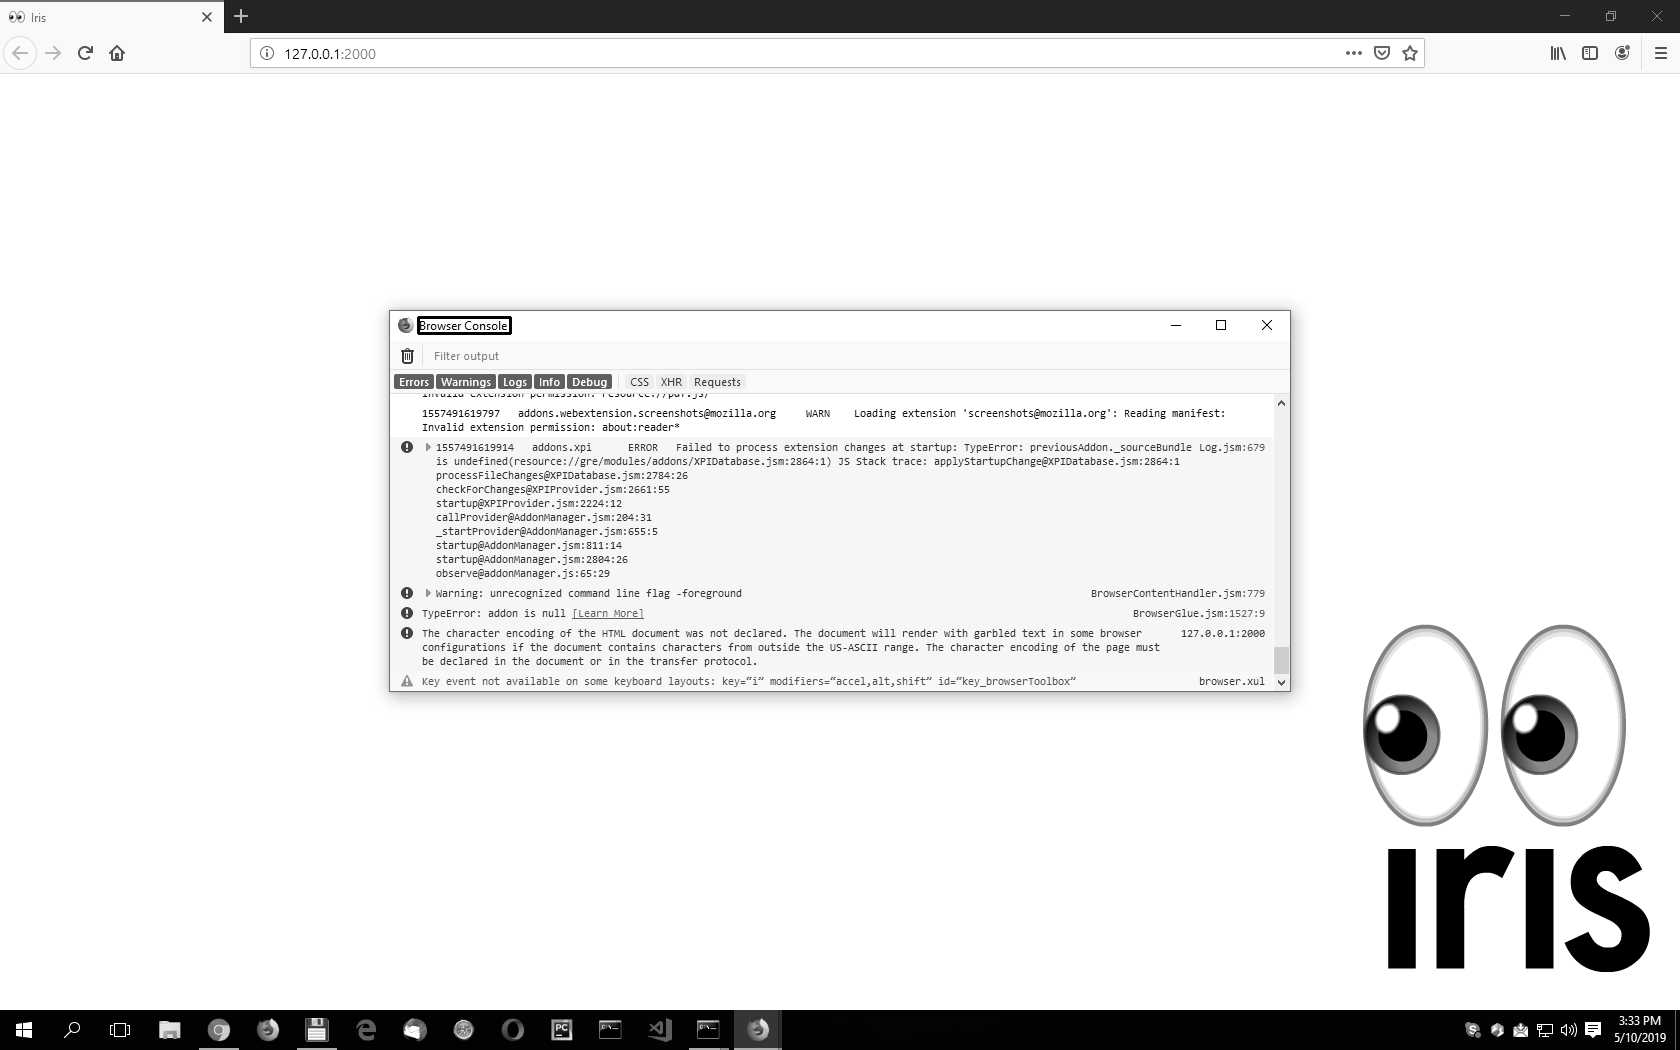 Iris
127.0.0.1:2000
Browser Console
Filter output
Errors Warnings Logs Info Debug CSS XHR Requests
Invalid extension permission: resource://pdf.js/
1557491619797 addons.webextension.screenshots@mozilla.org WARN Loading extension 'screenshots@mozilla.org': Reading manifest:
Invalid extension permission: about:reader*
1557491619914 addons.xpi ERROR Failed to process extension changes at startup: TypeError: previousAddon._sourceBundle Log.jsm:679
is undefined(resource://gre/modules/addons/XPIDatabase.jsm:2864:1) JS Stack trace: applyStartupChange@XPIDatabase.jsm:2864:1
processFileChanges@XPIDatabase.jsm:2784:26
checkForChanges@XPIProvider.jsm:2661:55
startup@XPIProvider.jsm:2224:12
callProvider@AddonManager.jsm:204:31
_startProvider@AddonManager.jsm:655:5
startup@AddonManager.jsm:811:14
startup@AddonManager.jsm:2804:26
observe@addonManager.js:65:29
Warning: unrecognized command line flag -foreground BrowserContentHandler.jsm:779
TypeError: addon is null [Learn More] BrowserGlue.jsm:1527:9
The character encoding of the HTML document was not declared. The document will render with garbled text in some browser 127.0.0.1:2000
configurations if the document contains characters from outside the US-ASCII range. The character encoding of the page must
be declared in the document or in the transfer protocol.
Key event not available on some keyboard layouts: key=“i” modifiers=“accel,alt,shift” id=“key_browserToolbox” browser.xul
iris
PC
3:33 PM
5/10/2019